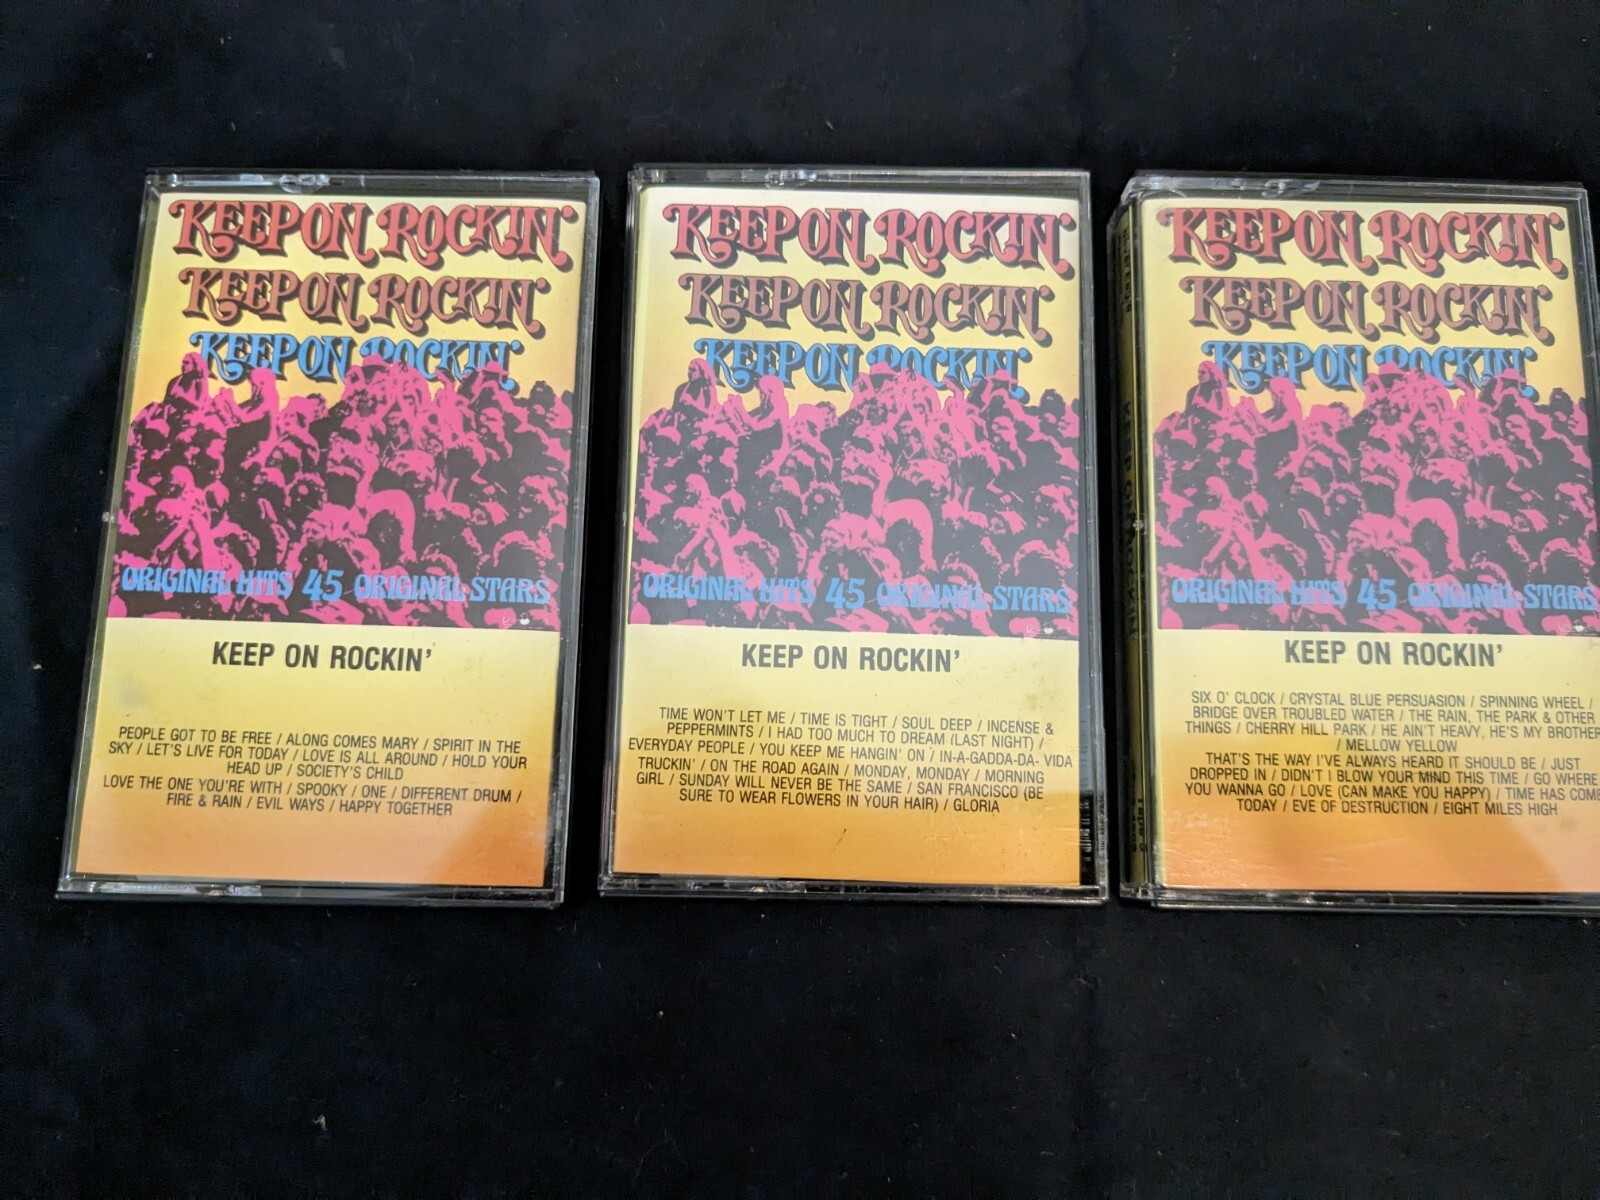 KEEP ON ROCKIN'
KEEP ON ROCKIN'
KEEP ON ROCKIN'
ORIGINAL HITS 45 ORIGINAL STARS
KEEP ON ROCKIN'
PEOPLE GOT TO BE FREE / ALONG COMES MARY / SPIRIT IN THE
SKY / LET'S LIVE FOR TODAY / LOVE IS ALL AROUND / HOLD YOUR
HEAD UP / SOCIETY'S CHILD
LOVE THE ONE YOU'RE WITH / SPOOKY / ONE / DIFFERENT DRUM /
FIRE & RAIN / EVIL WAYS / HAPPY TOGETHER
KEEP ON ROCKIN'
KEEP ON ROCKIN'
KEEP ON ROCKIN'
ORIGINAL HITS 45 ORIGINAL STARS
KEEP ON ROCKIN'
TIME WON'T LET ME / TIME IS TIGHT / SOUL DEEP / INCENSE &
PEPPERMINTS / I HAD TOO MUCH TO DREAM (LAST NIGHT) /
EVERYDAY PEOPLE / YOU KEEP ME HANGIN' ON / IN-A-GADDA-DA- VIDA
TRUCKIN' / ON THE ROAD AGAIN / MONDAY, MONDAY / MORNING
GIRL / SUNDAY WILL NEVER BE THE SAME / SAN FRANCISCO (BE
SURE TO WEAR FLOWERS IN YOUR HAIR) / GLORIA
KEEP ON ROCKIN'
KEEP ON ROCKIN'
KEEP ON ROCKIN'
ORIGINAL HITS 45 ORIGINAL STARS
KEEP ON ROCKIN'
SIX O' CLOCK / CRYSTAL BLUE PERSUASION / SPINNING WHEEL /
BRIDGE OVER TROUBLED WATER / THE RAIN, THE PARK & OTHER
THINGS / CHERRY HILL PARK / HE AIN'T HEAVY, HE'S MY BROTHER
/ MELLOW YELLOW
THAT'S THE WAY I'VE ALWAYS HEARD IT SHOULD BE / JUST
DROPPED IN / DIDN'T I BLOW YOUR MIND THIS TIME / GO WHERE
YOU WANNA GO / LOVE (CAN MAKE YOU HAPPY) / TIME HAS COME
TODAY / EVE OF DESTRUCTION / EIGHT MILES HIGH
KEEP ON ROCKIN'